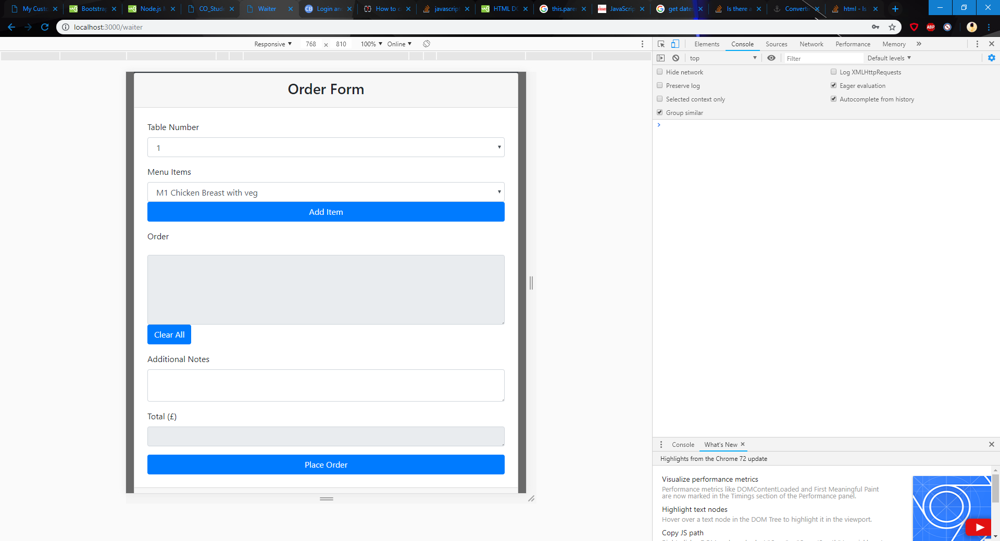 My Custo
Bootstrap
Node.js
CO_Stude
Waiter
CB
Login an
How to c
javascript
HTML DO
this.pare
JavaScrip
get date
Is there a
Converti
html - Is
localhost:3000/waiter
ABP
Responsive
768 x 810
100%
Online
Elements
Console
Sources
Network
Performance
Memory
top
Filter
Default levels
Hide network
Log XMLHttpRequests
Preserve log
Eager evaluation
Selected context only
Autocomplete from history
Group similar
Order Form
Table Number
1
Menu Items
M1 Chicken Breast with veg
Add Item
Order
Clear All
Additional Notes
Total (£)
Place Order
Console
What's New
Highlights from the Chrome 72 update
Visualize performance metrics
Performance metrics like DOMContentLoaded and First Meaningful Paint
are now marked in the Timings section of the Performance panel.
Highlight text nodes
Hover over a text node in the DOM Tree to highlight it in the viewport.
Copy JS path